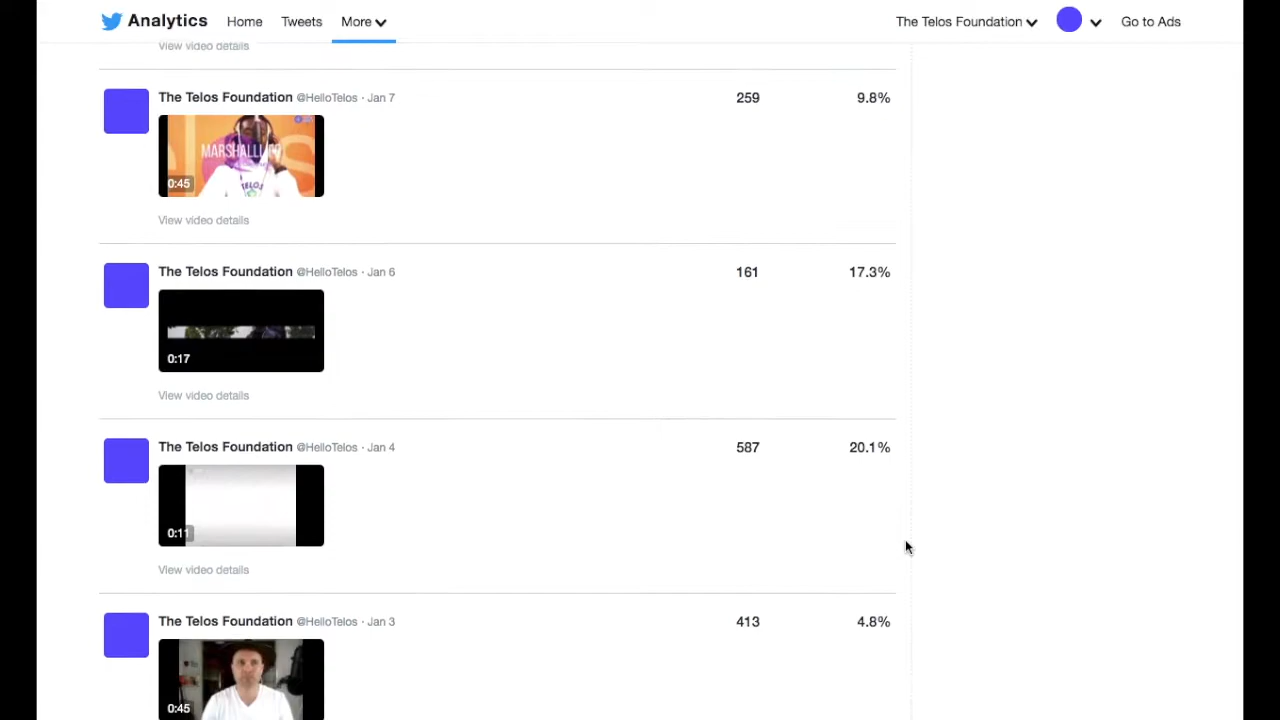 Analytics Home Tweets More The Telos Foundation Go to Ads
View video details
The Telos Foundation @HelloTelos · Jan 7 259 9.8%
0:45
View video details
The Telos Foundation @HelloTelos · Jan 6 161 17.3%
0:17
View video details
The Telos Foundation @HelloTelos · Jan 4 587 20.1%
0:11
View video details
The Telos Foundation @HelloTelos · Jan 3 413 4.8%
0:45